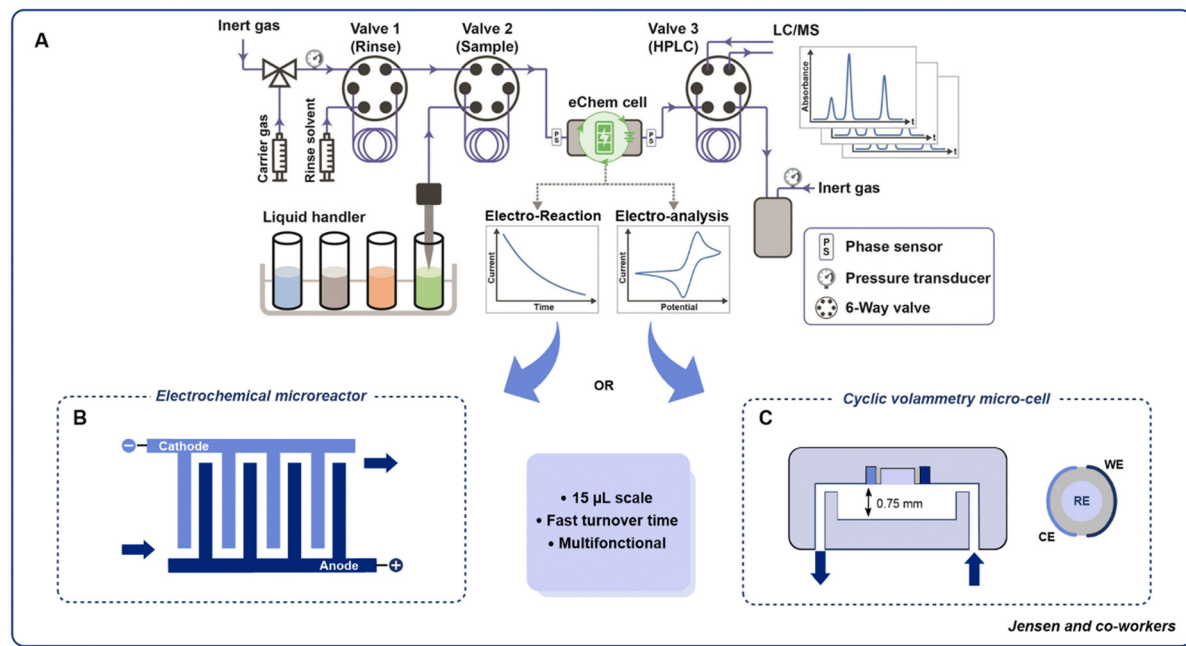 A
Inert gas
Valve 1
(Rinse)
Valve 2
(Sample)
Valve 3
(HPLC)
LC/MS
Absorbance
t
t
t
Carrier gas
Rinse solvent
eChem cell
P
S
P
S
Inert gas
Liquid handler
Electro-Reaction
Current
Time
Electro-analysis
Current
Potential
P
S
Phase sensor
Pressure transducer
6-Way valve
OR
Electrochemical microreactor
B
− Cathode
Anode +
• 15 µL scale
• Fast turnover time
• Multifonctional
Cyclic volammetry micro-cell
C
0.75 mm
WE
RE
CE
Jensen and co-workers